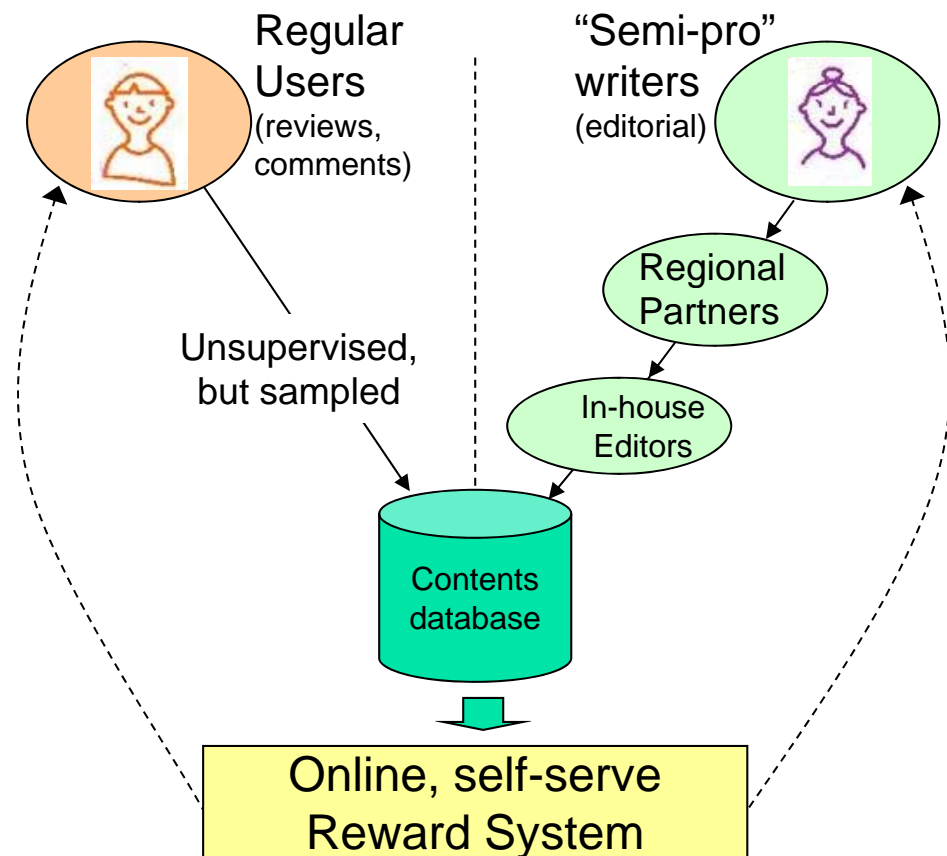 Regular
Users
(reviews,
comments)
“Semi-pro”
writers
(editorial)
Regional
Partners
Unsupervised,
but sampled
In-house
Editors
Contents
database
Online, self-serve
Reward System